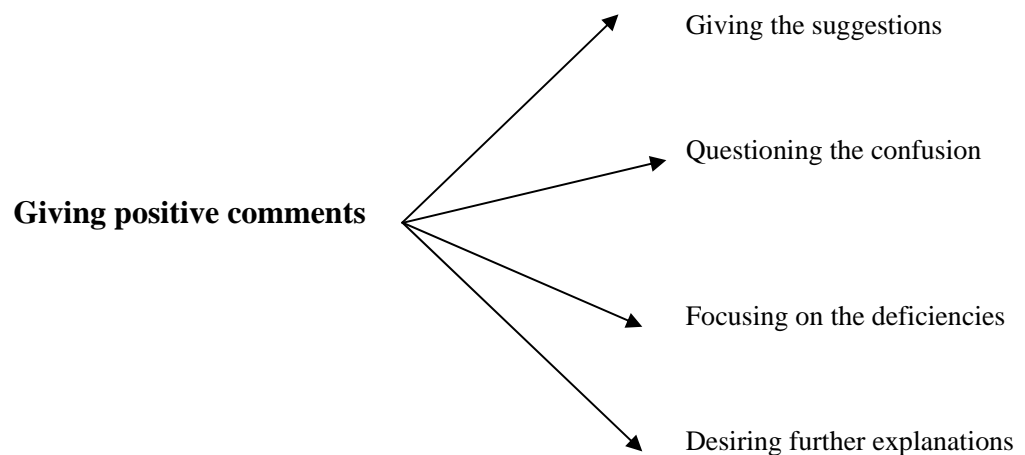 Giving the suggestions
Questioning the confusion
Giving positive comments
Focusing on the deficiencies
Desiring further explanations